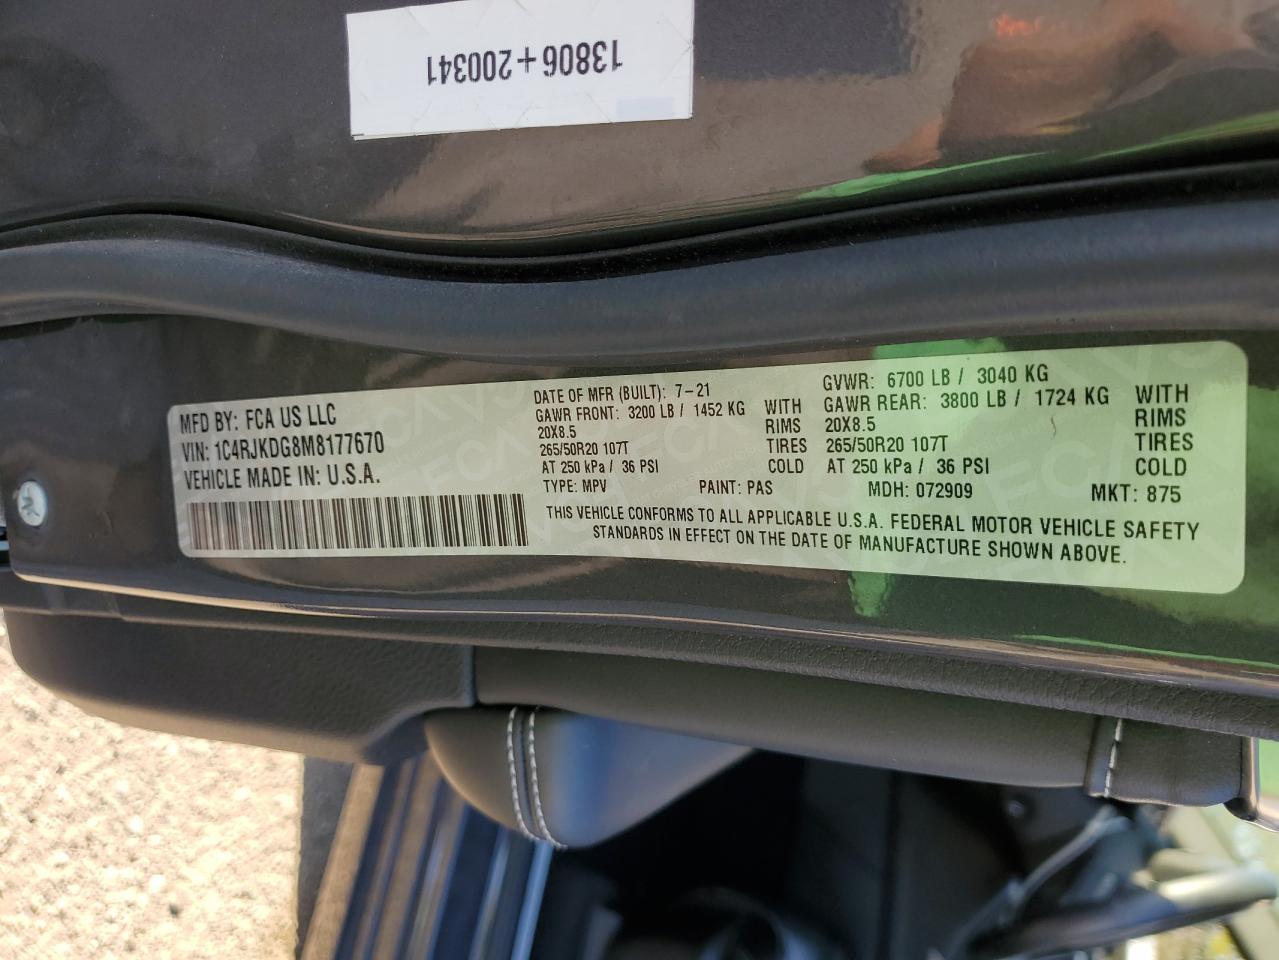 13806+200341
MFD BY: FCA US LLC
VIN: 1C4RJKDG8M8177670
VEHICLE MADE IN: U.S.A.
DATE OF MFR (BUILT): 7-21
GAWR FRONT: 3200 LB / 1452 KG WITH
20X8.5 RIMS
265/50R20 107T TIRES
AT 250 kPa / 36 PSI COLD
GVWR: 6700 LB / 3040 KG
GAWR REAR: 3800 LB / 1724 KG WITH
20X8.5 RIMS
265/50R20 107T TIRES
AT 250 kPa / 36 PSI COLD
TYPE: MPV PAINT: PAS MDH: 072909 MKT: 875
THIS VEHICLE CONFORMS TO ALL APPLICABLE U.S.A. FEDERAL MOTOR VEHICLE SAFETY
STANDARDS IN EFFECT ON THE DATE OF MANUFACTURE SHOWN ABOVE.